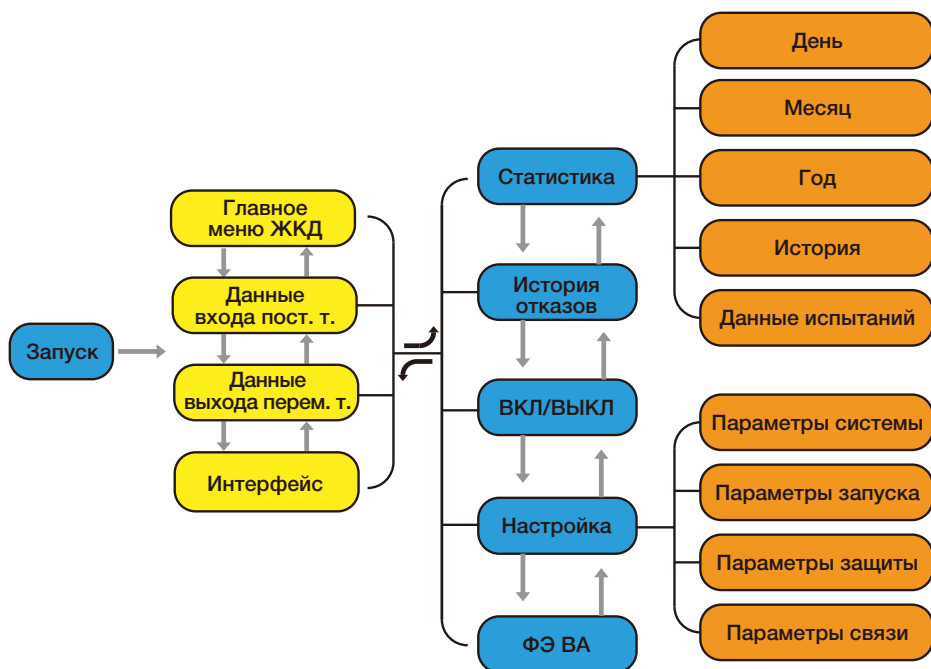 Запуск
Главное
меню ЖКД
Данные
входа пост. т.
Данные
выхода перем. т.
Интерфейс
Статистика
История
отказов
ВКЛ/ВЫКЛ
Настройка
ФЭ ВА
День
Месяц
Год
История
Данные испытаний
Параметры системы
Параметры запуска
Параметры защиты
Параметры связи